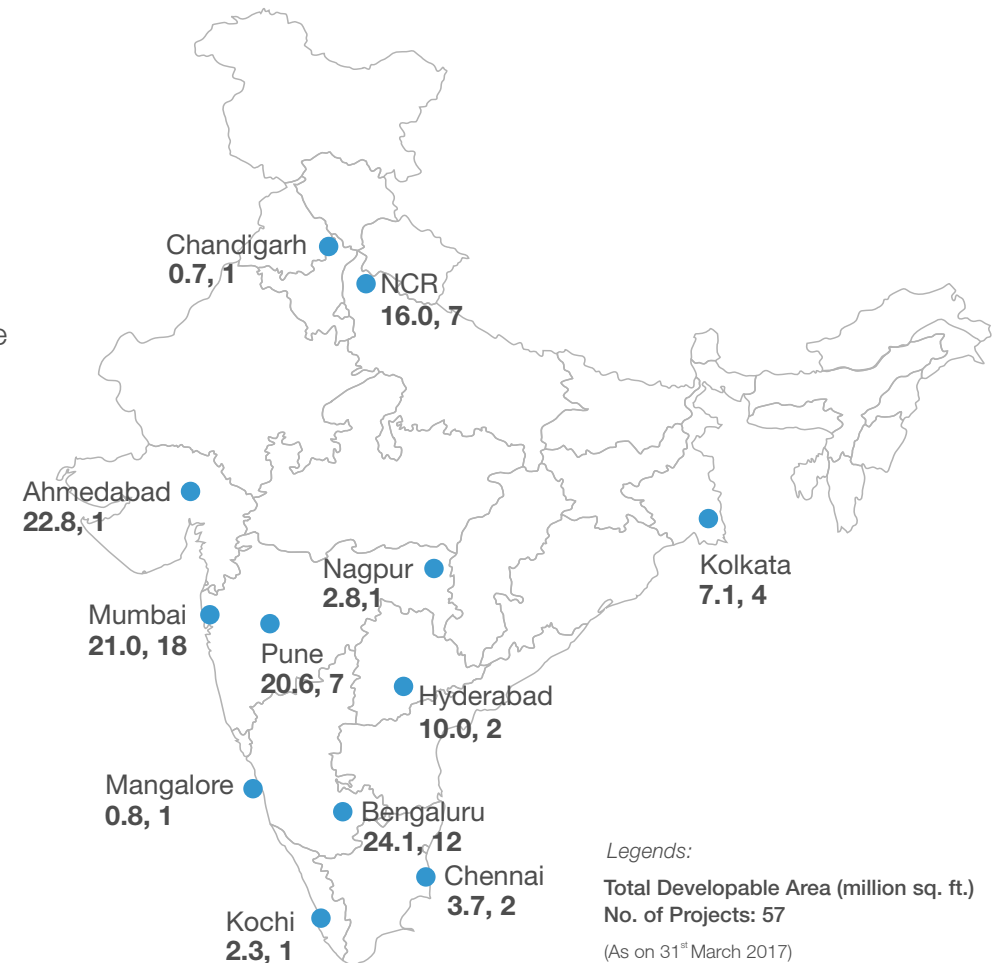 Chandigarh
0.7, 1
NCR
16.0, 7
e
Ahmedabad
22.8, 1
Nagpur
2.8,1
Kolkata
7.1, 4
Mumbai
21.0, 18
Pune
20.6, 7
Hyderabad
10.0, 2
Mangalore
0.8, 1
Bengaluru
24.1, 12
Chennai
3.7, 2
Kochi
2.3, 1
Legends:
Total Developable Area (million sq. ft.)
No. of Projects: 57
(As on 31st March 2017)